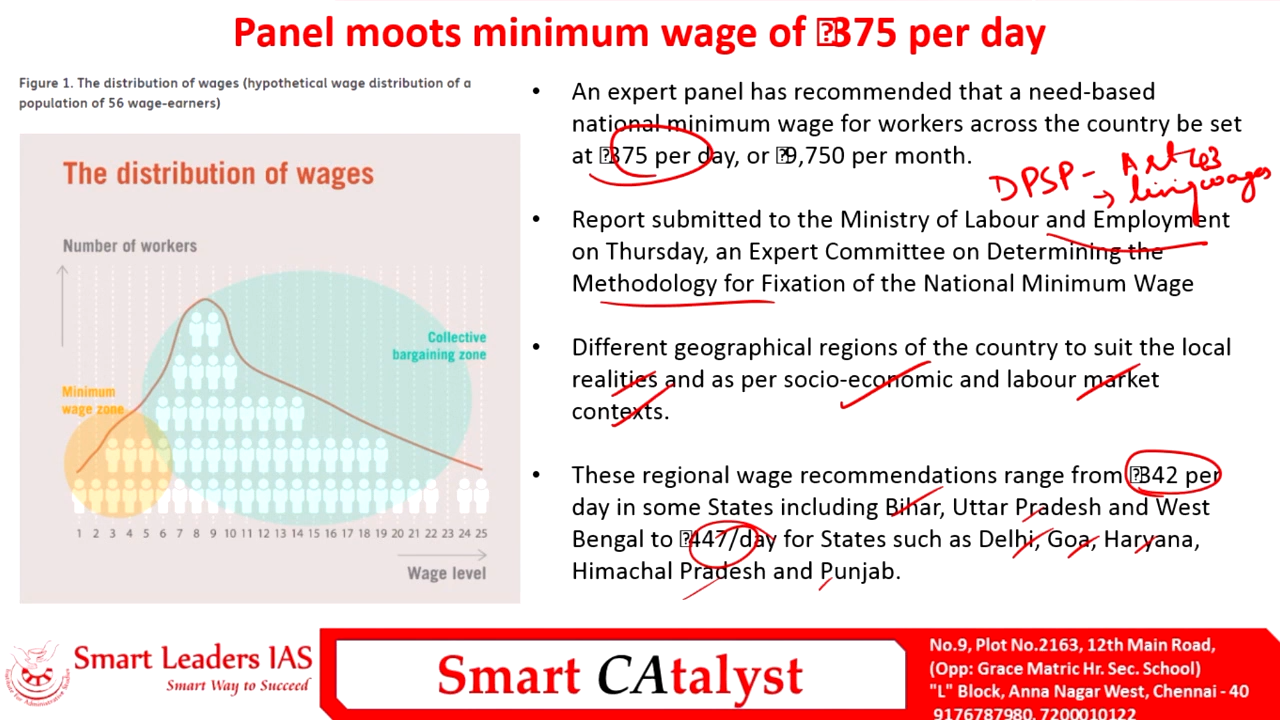 Panel moots minimum wage of ⍰375 per day
Figure 1. The distribution of wages (hypothetical wage distribution of a
population of 56 wage-earners)
The distribution of wages
Number of workers
Collective
bargaining zone
Minimum
wage zone
1 2 3 4 5 6 7 8 9 10 11 12 13 14 15 16 17 18 19 20 21 22 23 24 25
Wage level
• An expert panel has recommended that a need-based
national minimum wage for workers across the country be set
at ⍰375 per day, or ⍰9,750 per month.
DPSP - Art 43
→ living wages
• Report submitted to the Ministry of Labour and Employment
on Thursday, an Expert Committee on Determining the
Methodology for Fixation of the National Minimum Wage
• Different geographical regions of the country to suit the local
realities and as per socio-economic and labour market
contexts.
• These regional wage recommendations range from ⍰342 per
day in some States including Bihar, Uttar Pradesh and West
Bengal to ⍰447/day for States such as Delhi, Goa, Haryana,
Himachal Pradesh and Punjab.
Smart Leaders IAS
Smart Way to Succeed
Smart CAtalyst
No.9, Plot No.2163, 12th Main Road,
(Opp: Grace Matric Hr. Sec. School)
"L" Block, Anna Nagar West, Chennai - 40
9176787980, 7200010122